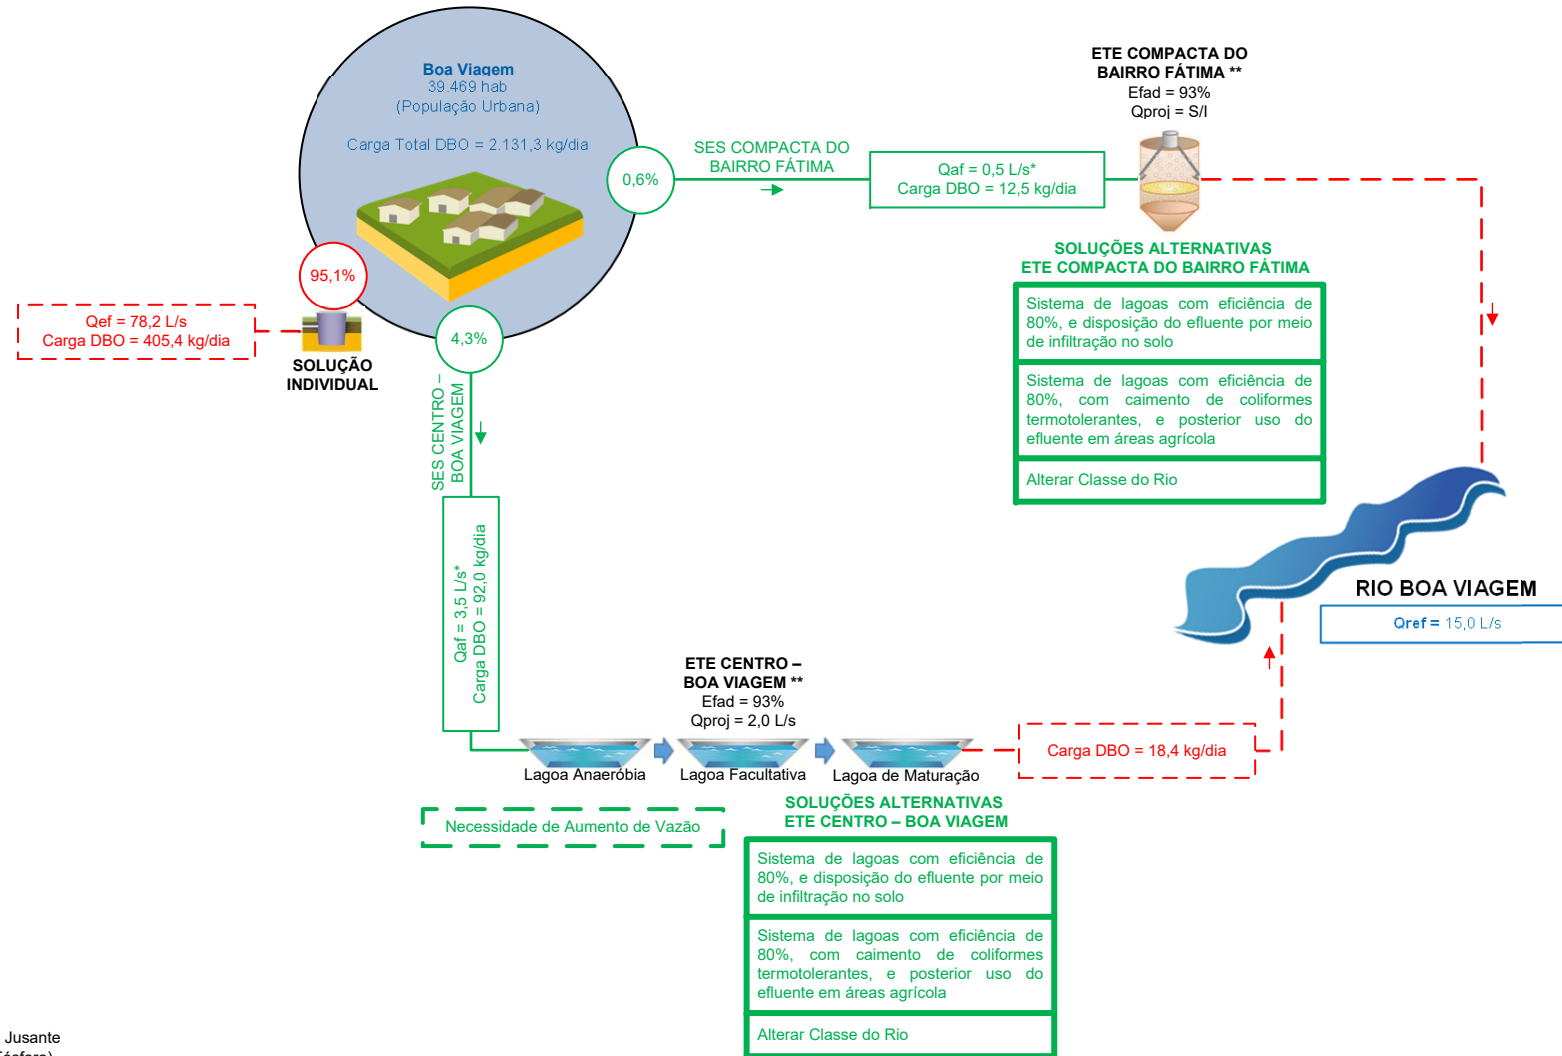 Boa Viagem
39.469 hab
(População Urbana)
Carga Total DBO = 2.131,3 kg/dia
0,6%
95,1%
4,3%
SES COMPACTA DO
BAIRRO FÁTIMA
Qaf = 0,5 L/s*
Carga DBO = 12,5 kg/dia
ETE COMPACTA DO
BAIRRO FÁTIMA **
Efad = 93%
Qproj = S/I
SOLUÇÕES ALTERNATIVAS
ETE COMPACTA DO BAIRRO FÁTIMA
Sistema de lagoas com eficiência de
80%, e disposição do efluente por meio
de infiltração no solo
Sistema de lagoas com eficiência de
80%, com caimento de coliformes
termotolerantes, e posterior uso do
efluente em áreas agrícola
Alterar Classe do Rio
Qef = 78,2 L/s
Carga DBO = 405,4 kg/dia
SOLUÇÃO
INDIVIDUAL
SES CENTRO –
BOA VIAGEM
Qaf = 3,5 L/s*
Carga DBO = 92,0 kg/dia
RIO BOA VIAGEM
Qref = 15,0 L/s
ETE CENTRO –
BOA VIAGEM **
Efad = 93%
Qproj = 2,0 L/s
Lagoa Anaeróbia
Lagoa Facultativa
Lagoa de Maturação
Carga DBO = 18,4 kg/dia
Necessidade de Aumento de Vazão
SOLUÇÕES ALTERNATIVAS
ETE CENTRO – BOA VIAGEM
Sistema de lagoas com eficiência de
80%, e disposição do efluente por meio
de infiltração no solo
Sistema de lagoas com eficiência de
80%, com caimento de coliformes
termotolerantes, e posterior uso do
efluente em áreas agrícola
Alterar Classe do Rio
Jusante